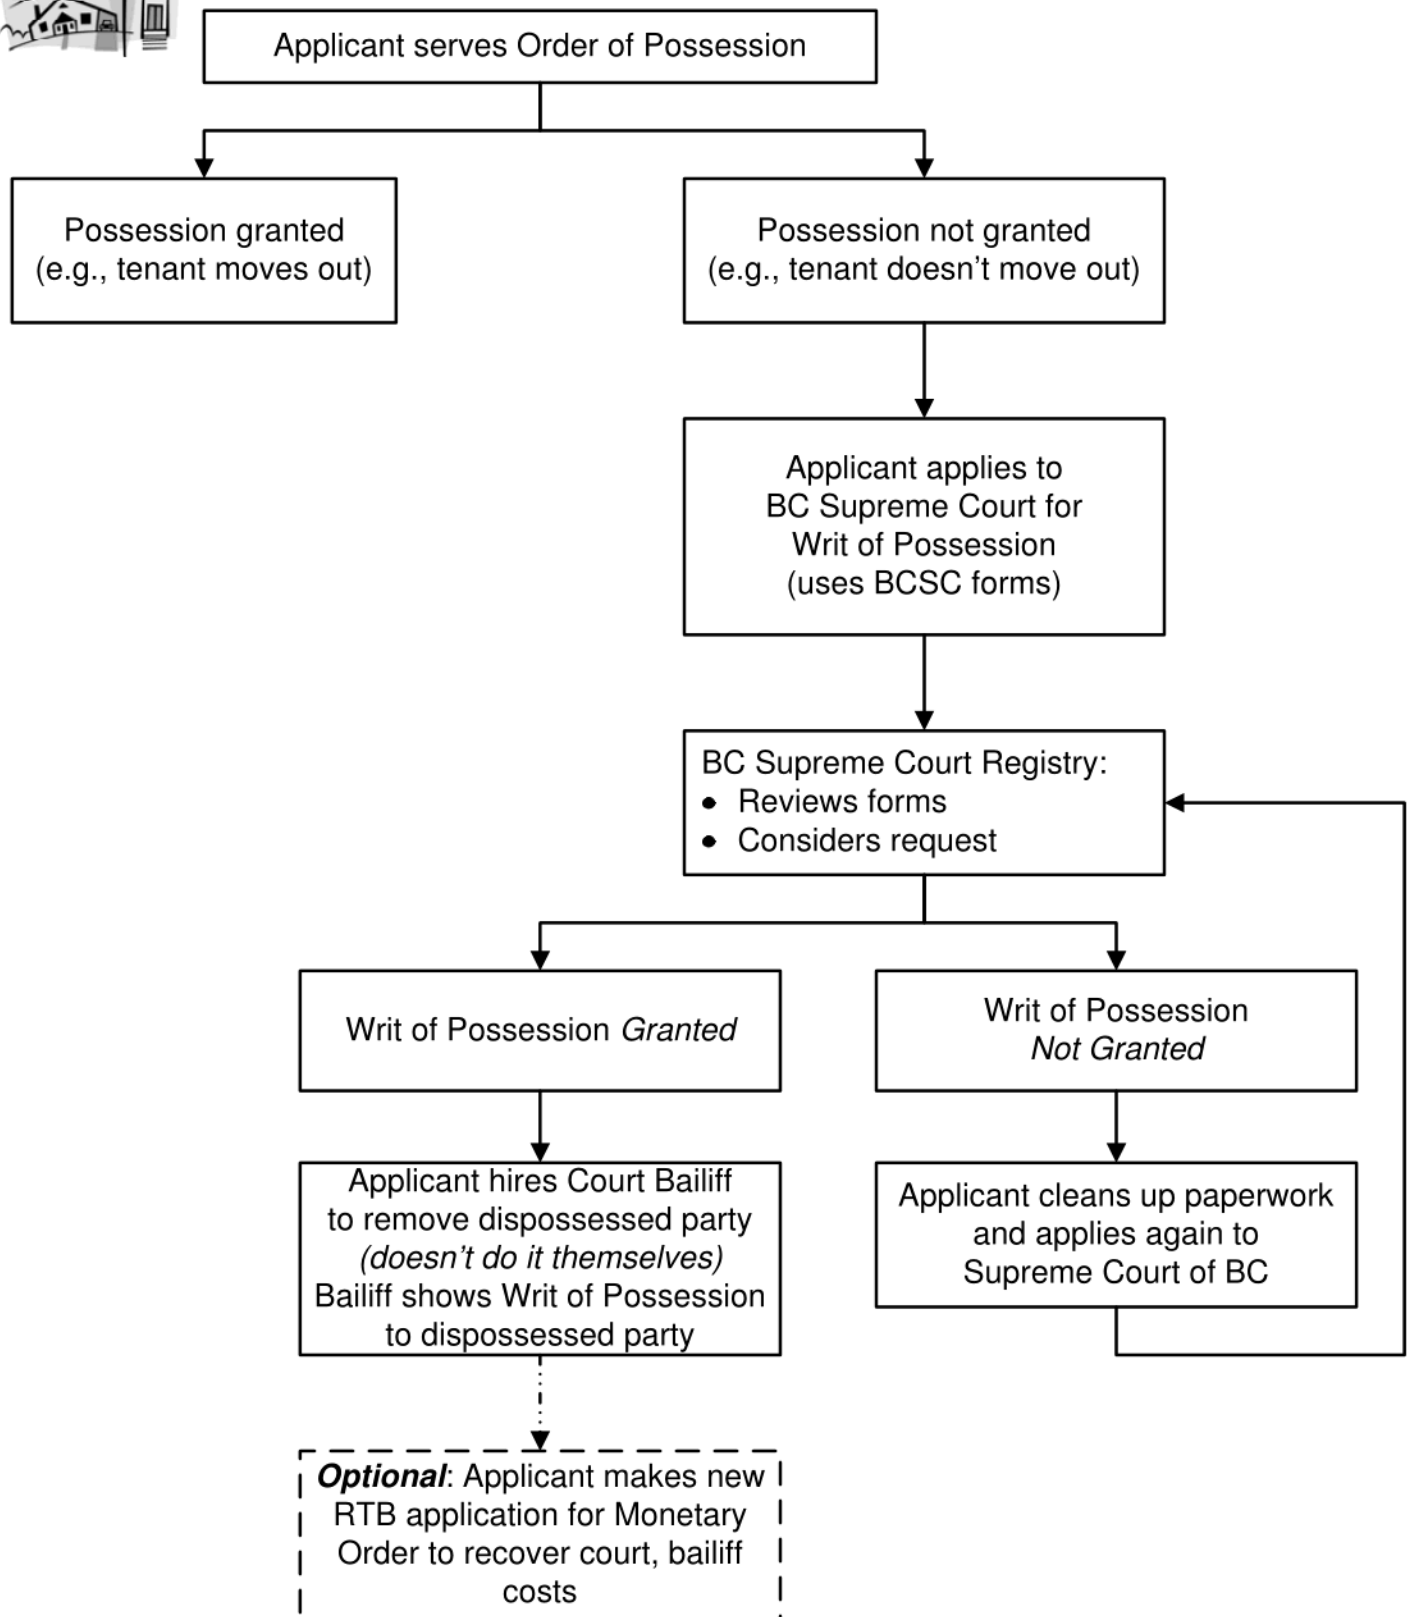 Applicant serves Order of Possession
Possession granted
(e.g., tenant moves out)
Possession not granted
(e.g., tenant doesn’t move out)
Applicant applies to
BC Supreme Court for
Writ of Possession
(uses BCSC forms)
BC Supreme Court Registry:
• Reviews forms
• Considers request
Writ of Possession Granted
Writ of Possession
Not Granted
Applicant hires Court Bailiff
to remove dispossessed party
(doesn’t do it themselves)
Bailiff shows Writ of Possession
to dispossessed party
Applicant cleans up paperwork
and applies again to
Supreme Court of BC
Optional: Applicant makes new
RTB application for Monetary
Order to recover court, bailiff
costs